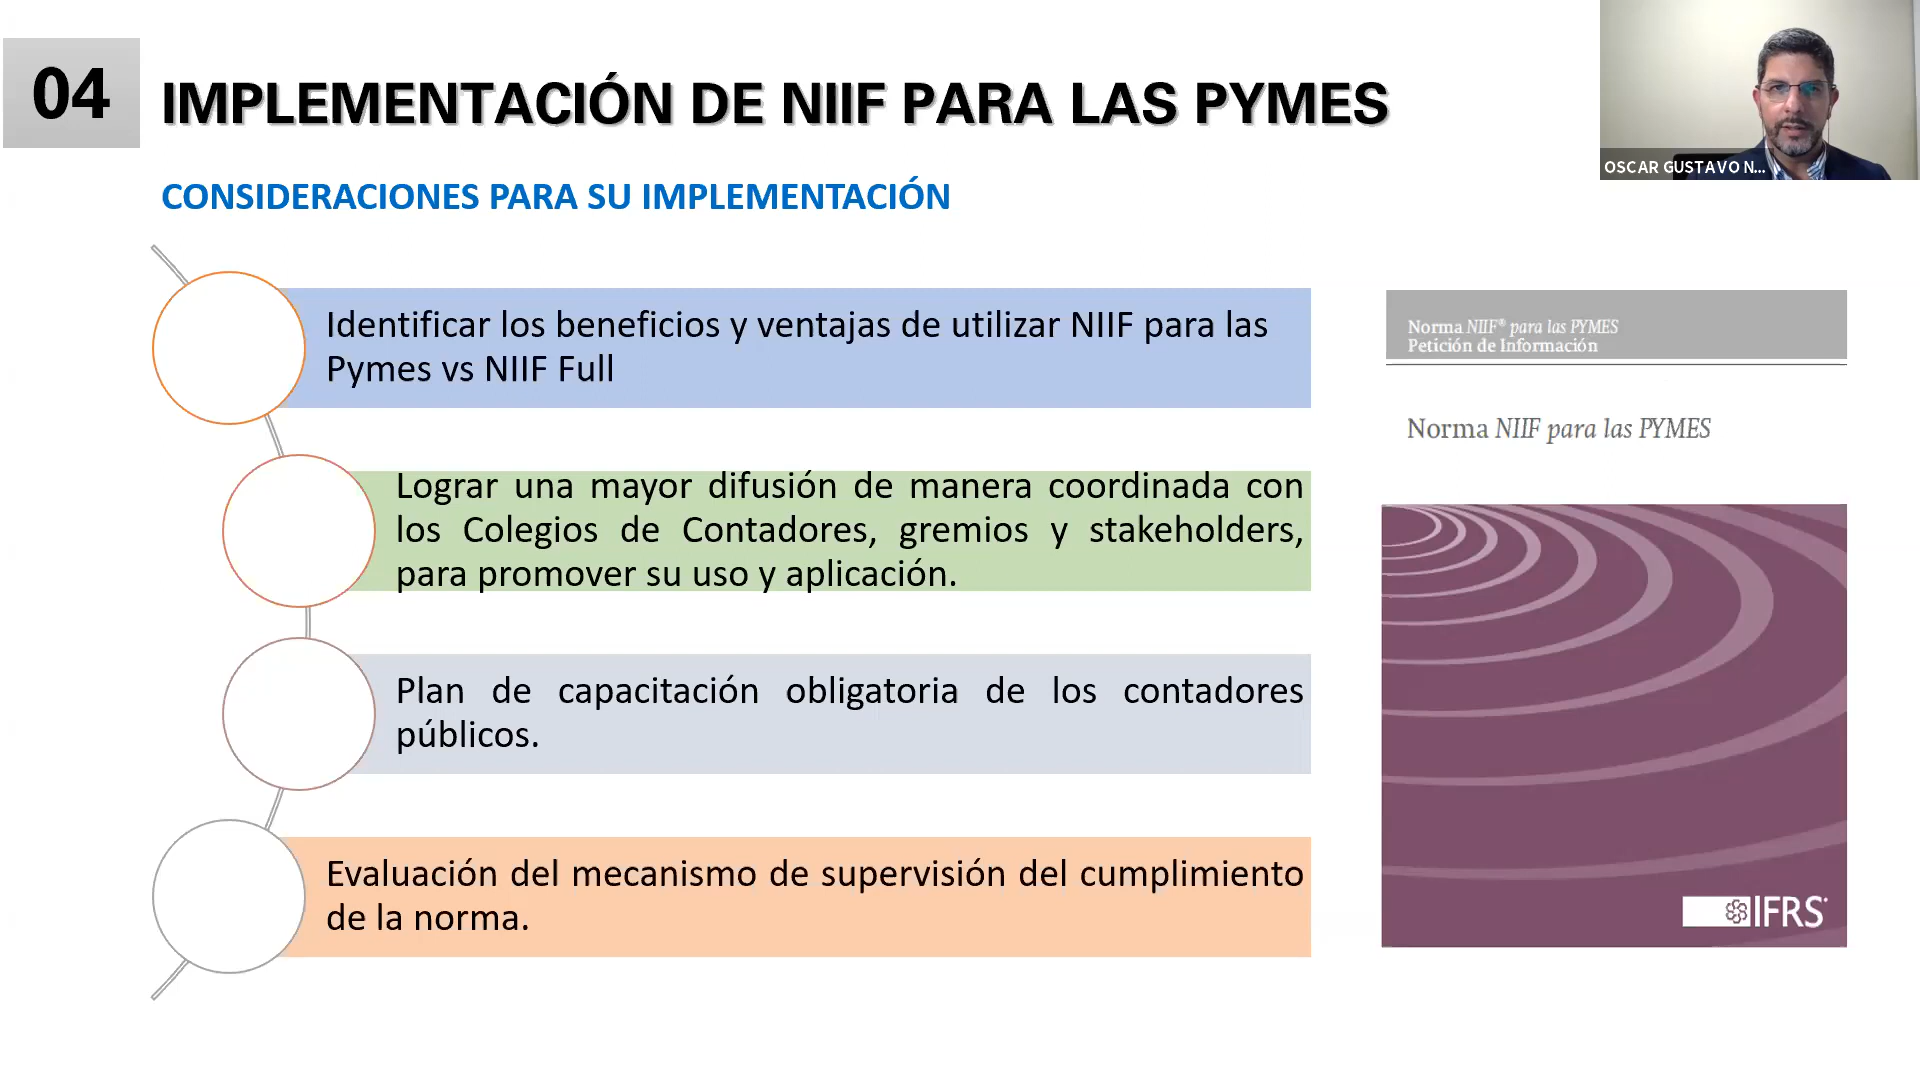 04
IMPLEMENTACIÓN DE NIIF PARA LAS PYMES
OSCAR GUSTAVO N...
CONSIDERACIONES PARA SU IMPLEMENTACIÓN
Identificar los beneficios y ventajas de utilizar NIIF para las
Pymes vs NIIF Full
Lograr una mayor difusión de manera coordinada con
los Colegios de Contadores, gremios y stakeholders,
para promover su uso y aplicación.
Plan de capacitación obligatoria de los contadores
públicos.
Evaluación del mecanismo de supervisión del cumplimiento
de la norma.
Norma NIIF® para las PYMES
Petición de Información
Norma NIIF para las PYMES
IFRS